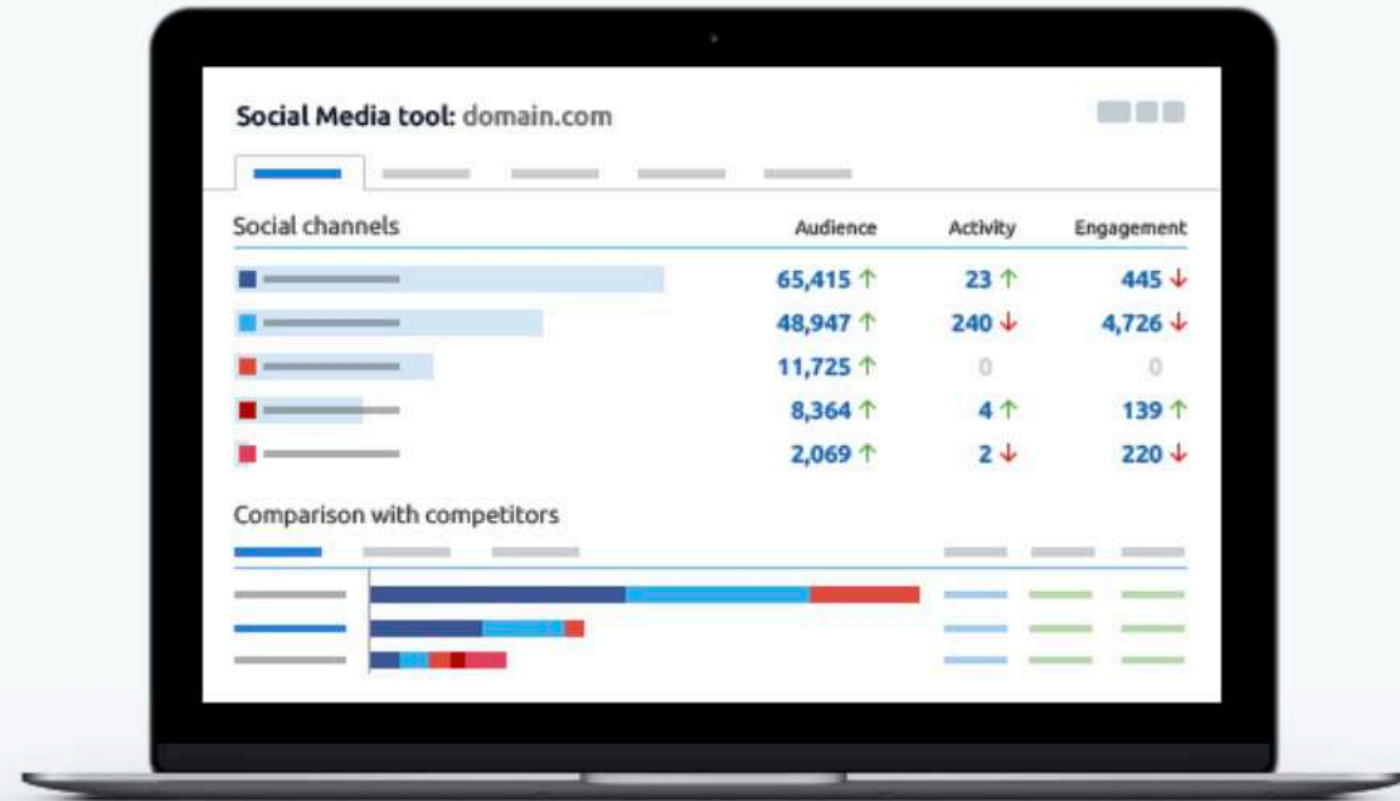 Social Media tool: domain.com
Social channels Audience Activity Engagement
65,415 ↑ 23 ↑ 445 ↓
48,947 ↑ 240 ↓ 4,726 ↓
11,725 ↑ 0 0
8,364 ↑ 4 ↑ 139 ↑
2,069 ↑ 2 ↓ 220 ↓
Comparison with competitors